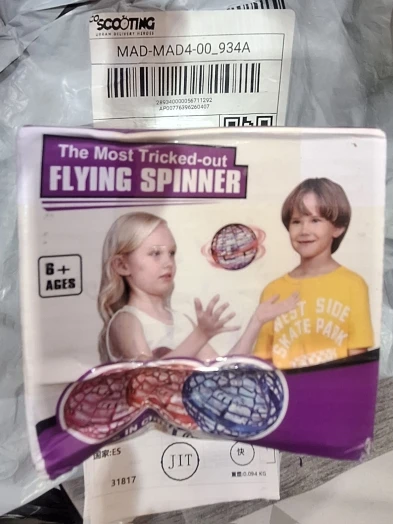 SCOOTING
URBAN DELIVERY HEROES
MAD-MAD4-00_934A
The Most Tricked-out
FLYING SPINNER
6+
AGES
WEST SIDE
SKATE PARK
国家:ES
JIT
快
31817